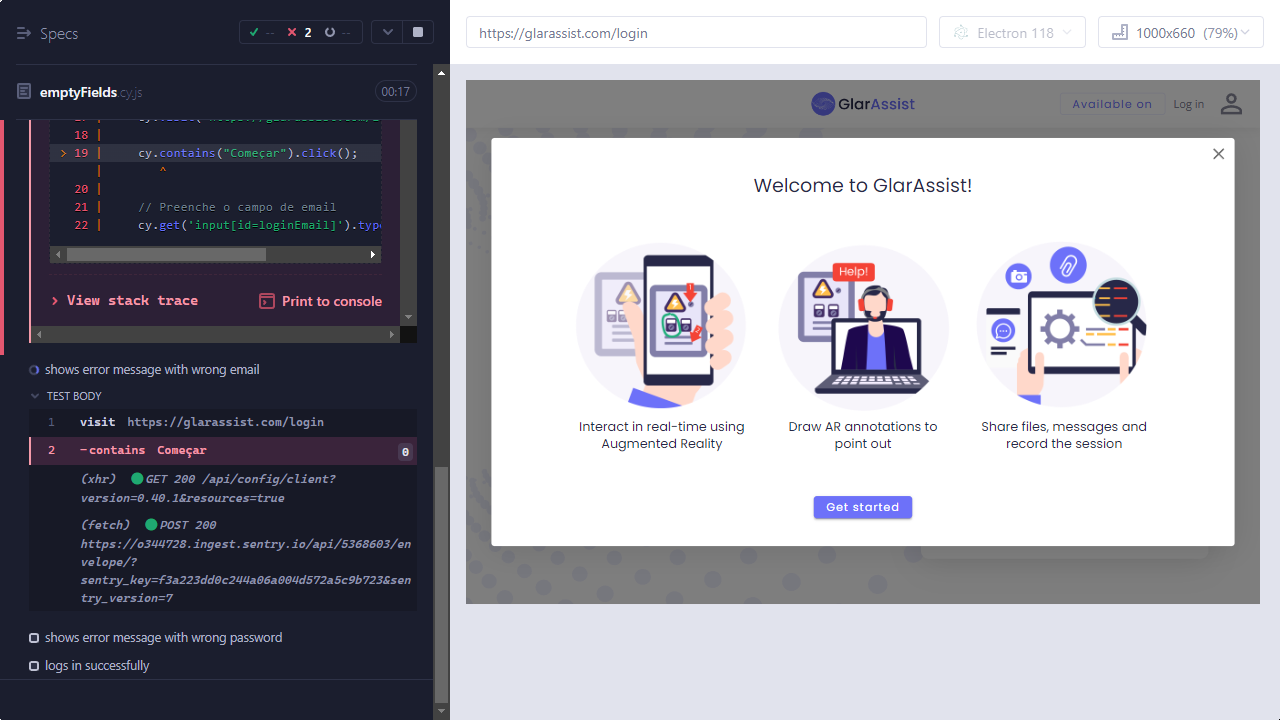 Specs
-- 2 --
emptyFields.cy.js
00:17
18 |
> 19 | cy.contains("Começar").click();
| ^
20 |
21 | // Preenche o campo de email
22 | cy.get('input[id=loginEmail]').type
View stack trace
Print to console
shows error message with wrong email
TEST BODY
1 visit https://glarassist.com/login
2 -contains Começar 0
(xhr) GET 200 /api/config/client?
version=0.40.1&resources=true
(fetch) POST 200
https://o344728.ingest.sentry.io/api/5368603/en
velope/?
sentry_key=f3a223dd0c244a06a004d572a5c9b723&sen
try_version=7
shows error message with wrong password
logs in successfully
https://glarassist.com/login
Electron 118
1000x660 (79%)
GlarAssist
Available on
Log in
Welcome to GlarAssist!
Help!
Interact in real-time using
Augmented Reality
Draw AR annotations to
point out
Share files, messages and
record the session
Get started